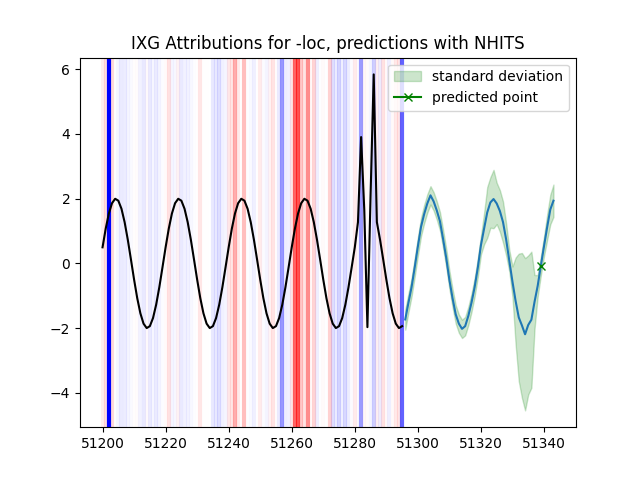 IXG Attributions for -loc, predictions with NHITS
standard deviation
predicted point
6
4
2
0
−2
−4
51200 51220 51240 51260 51280 51300 51320 51340